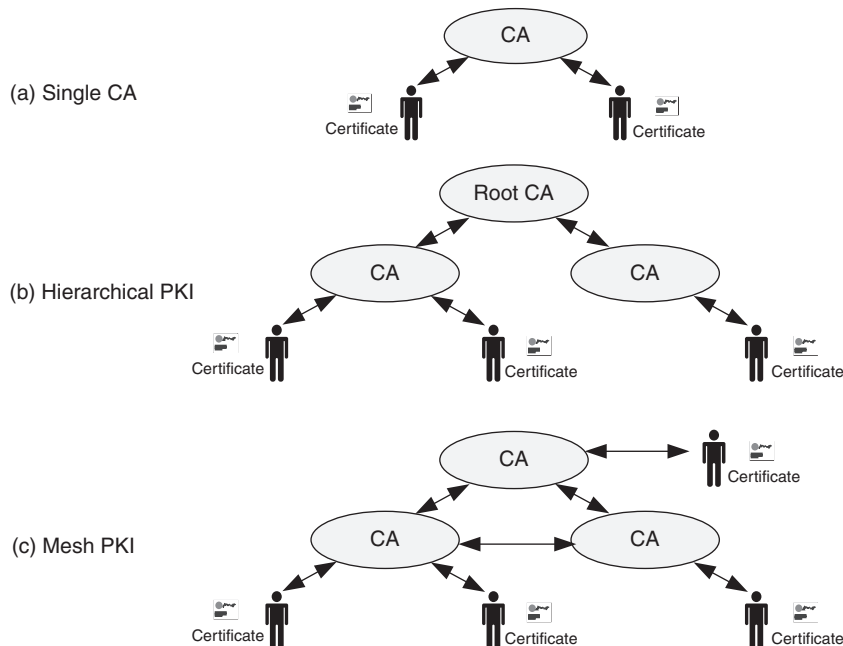 CA
(a) Single CA
Certificate
Certificate
Root CA
CA
CA
(b) Hierarchical PKI
Certificate
Certificate
Certificate
CA
Certificate
(c) Mesh PKI
CA
CA
Certificate
Certificate
Certificate